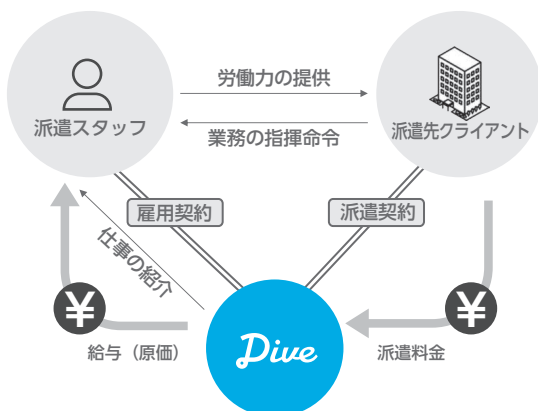 労働力の提供
派遣スタッフ
派遣先クライアント
業務の指揮命令
雇用契約
派遣契約
仕事の紹介
¥
¥
給与（原価）
Dive
派遣料金